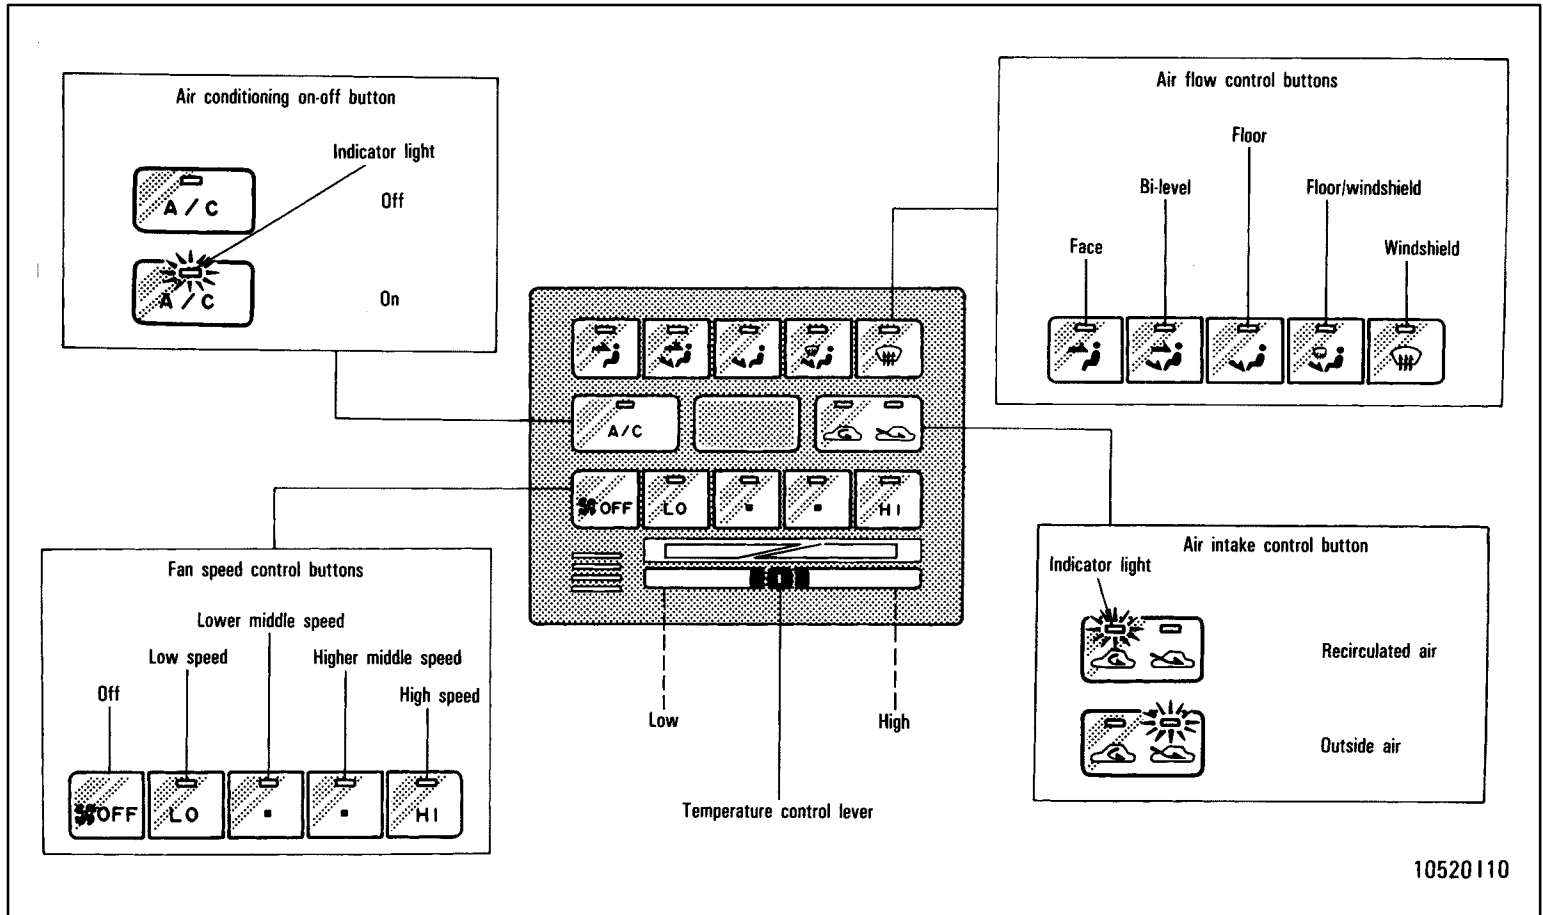 Air conditioning on-off button
Indicator light
A/C
Off
A/C
On
Air flow control buttons
Floor
Bi-level
Floor/windshield
Face
Windshield
A/C
OFF
LO
HI
Low
High
Temperature control lever
Fan speed control buttons
Lower middle speed
Low speed
Higher middle speed
Off
High speed
OFF
LO
HI
Air intake control button
Indicator light
Recirculated air
Outside air
10520I10